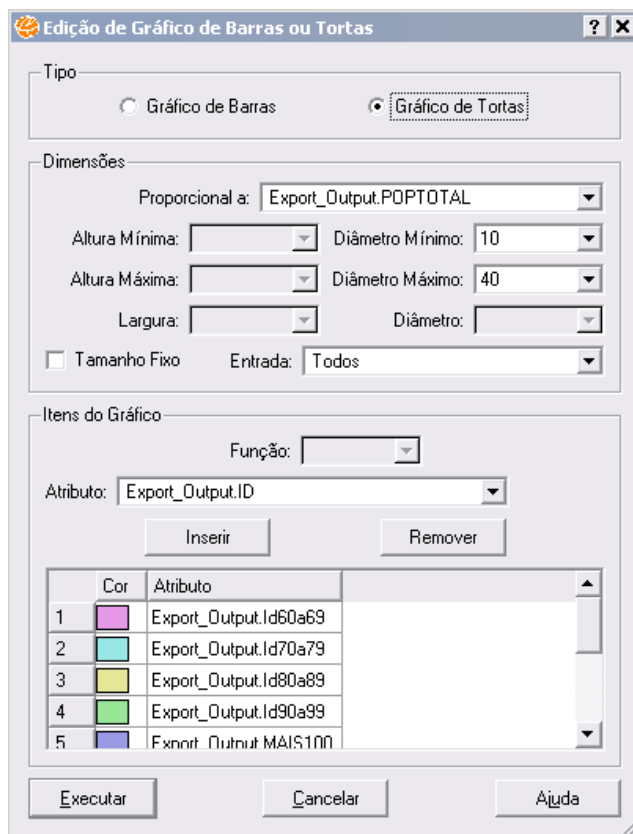 Edição de Gráfico de Barras ou Tortas
Tipo
Gráfico de Barras Gráfico de Tortas
Dimensões
Proporcional a: Export_Output.POPTOTAL
Altura Mínima: Diâmetro Mínimo: 10
Altura Máxima: Diâmetro Máximo: 40
Largura: Diâmetro:
Tamanho Fixo Entrada: Todos
Itens do Gráfico
Função:
Atributo: Export_Output.ID
Inserir Remover
Cor Atributo
1 Export_Output.Id60a69
2 Export_Output.Id70a79
3 Export_Output.Id80a89
4 Export_Output.Id90a99
5 Export_Output.MAIS100
Executar Cancelar Ajuda